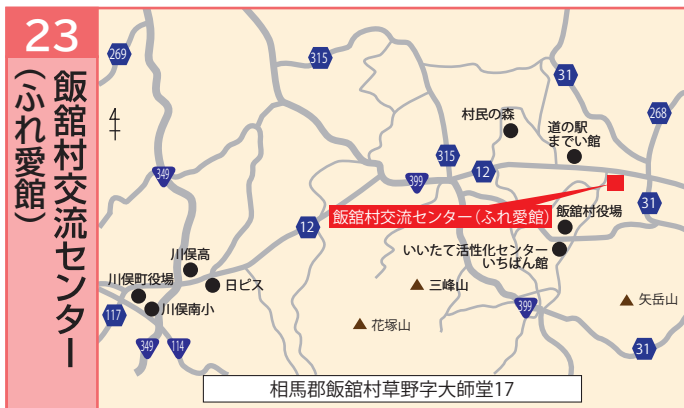 23
飯舘村交流センター
（ふれ愛館）
269
315
31
268
村民の森
道の駅
までい館
4
315
349
399
12
飯舘村交流センター（ふれ愛館）
31
飯舘村役場
12
いいたて活性化センター
いちばん館
川俣高
川俣町役場
日ピス
三峰山
矢岳山
川俣南小
399
117
花塚山
349
114
31
相馬郡飯舘村草野字大師堂17